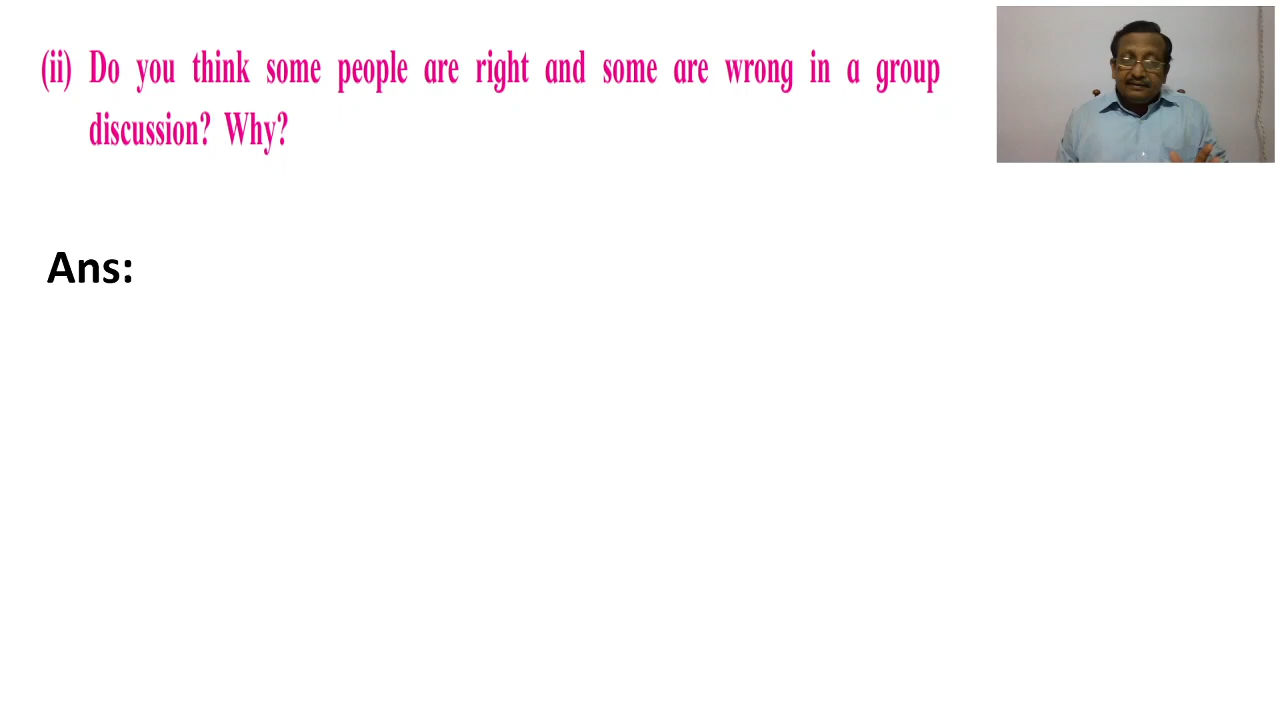 (ii) Do you think some people are right and some are wrong in a group
discussion? Why?
Ans: